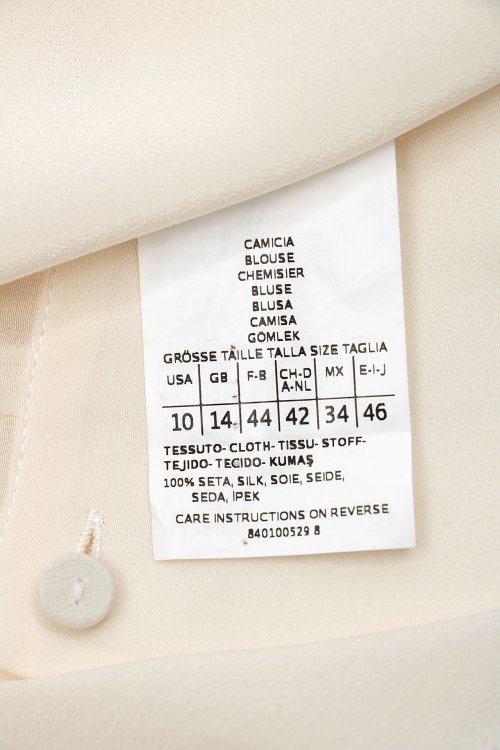 CAMICIA
BLOUSE
CHEMISIER
BLUSE
BLUSA
CAMISA
GÖMLEK
GRÖSSE TAILLE TALLA SIZE TAGLIA
USA GB F-B CH-D A-NL MX E-I-J
10 14 44 42 34 46
TESSUTO- CLOTH- TISSU- STOFF-
TEJIDO- TECIDO- KUMAŞ
100% SETA, SILK, SOIE, SEIDE,
SEDA, İPEK
CARE INSTRUCTIONS ON REVERSE
840100529 8